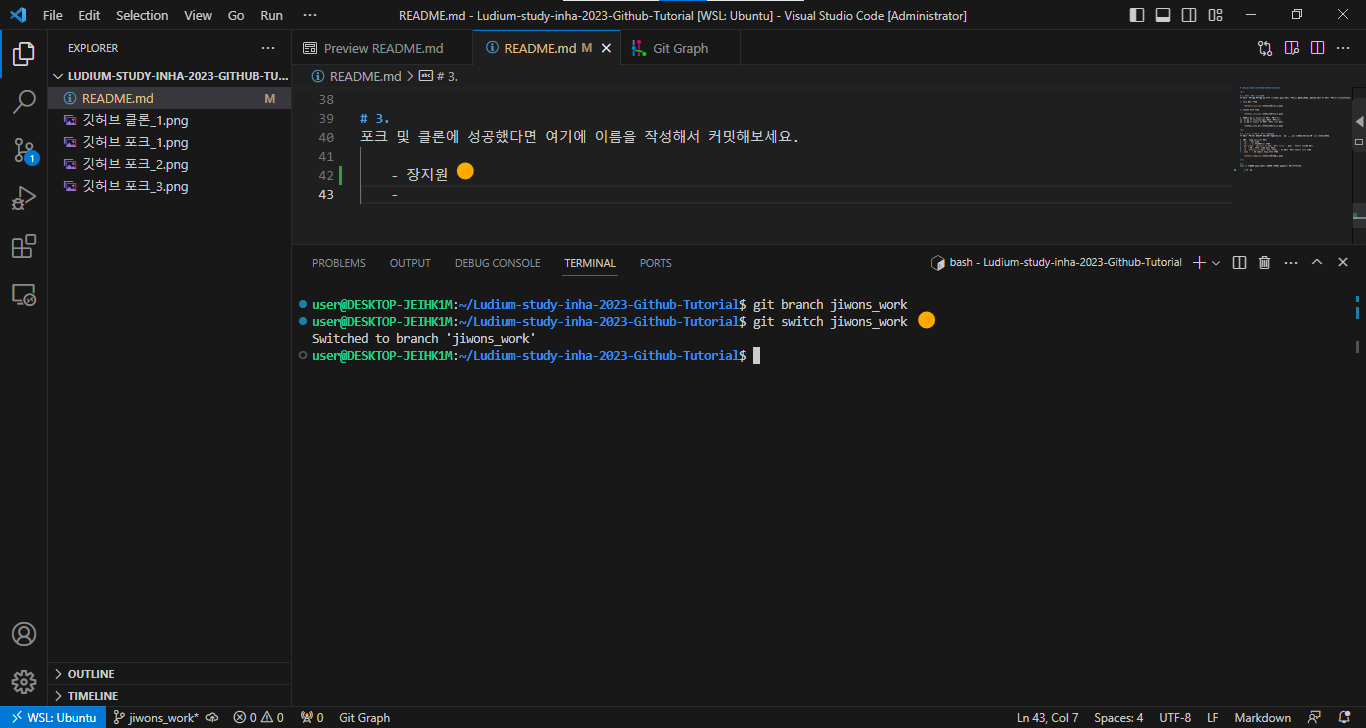 File Edit Selection View Go Run ··· README.md - Ludium-study-inha-2023-Github-Tutorial [WSL: Ubuntu] - Visual Studio Code [Administrator]
EXPLORER ···
LUDIUM-STUDY-INHA-2023-GITHUB-TU...
README.md M
깃허브 클론_1.png
깃허브 포크_1.png
깃허브 포크_2.png
깃허브 포크_3.png
OUTLINE
TIMELINE
Preview README.md README.md M Git Graph
README.md > # 3.
38
39 # 3.
40 포크 및 클론에 성공했다면 여기에 이름을 작성해서 커밋해보세요.
41
42 - 장지원
43 -
PROBLEMS OUTPUT DEBUG CONSOLE TERMINAL PORTS
bash - Ludium-study-inha-2023-Github-Tutorial
user@DESKTOP-JEIHK1M:~/Ludium-study-inha-2023-Github-Tutorial$ git branch jiwons_work
user@DESKTOP-JEIHK1M:~/Ludium-study-inha-2023-Github-Tutorial$ git switch jiwons_work
Switched to branch 'jiwons_work'
user@DESKTOP-JEIHK1M:~/Ludium-study-inha-2023-Github-Tutorial$
1
WSL: Ubuntu jiwons_work* 0 0 0 Git Graph Ln 43, Col 7 Spaces: 4 UTF-8 LF Markdown